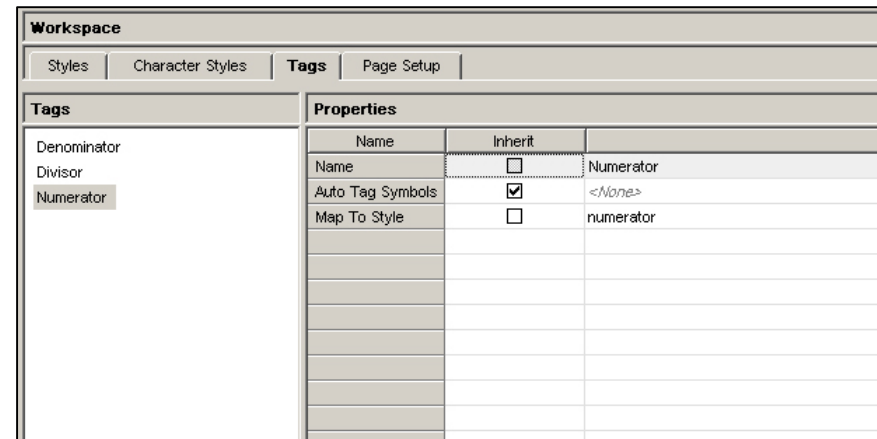 Workspace
Styles Character Styles Tags Page Setup
Tags
Denominator
Divisor
Numerator
Properties
Name Inherit
Name Numerator
Auto Tag Symbols <None>
Map To Style numerator